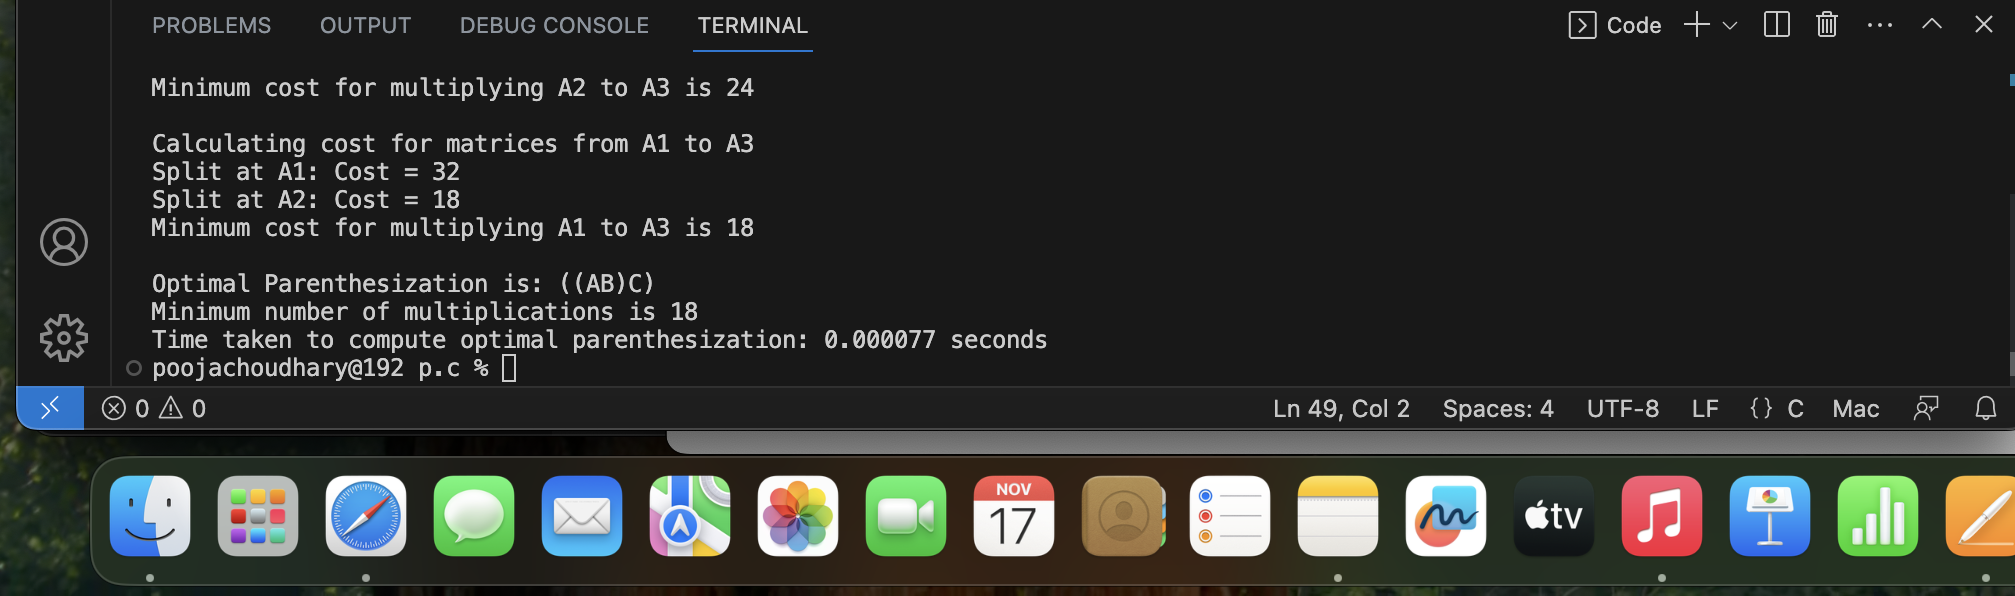 PROBLEMS OUTPUT DEBUG CONSOLE TERMINAL Code
Minimum cost for multiplying A2 to A3 is 24
Calculating cost for matrices from A1 to A3
Split at A1: Cost = 32
Split at A2: Cost = 18
Minimum cost for multiplying A1 to A3 is 18
Optimal Parenthesization is: ((AB)C)
Minimum number of multiplications is 18
Time taken to compute optimal parenthesization: 0.000077 seconds
poojachoudhary@192 p.c %
0 0 Ln 49, Col 2 Spaces: 4 UTF-8 LF {} C Mac
NOV
17
tv